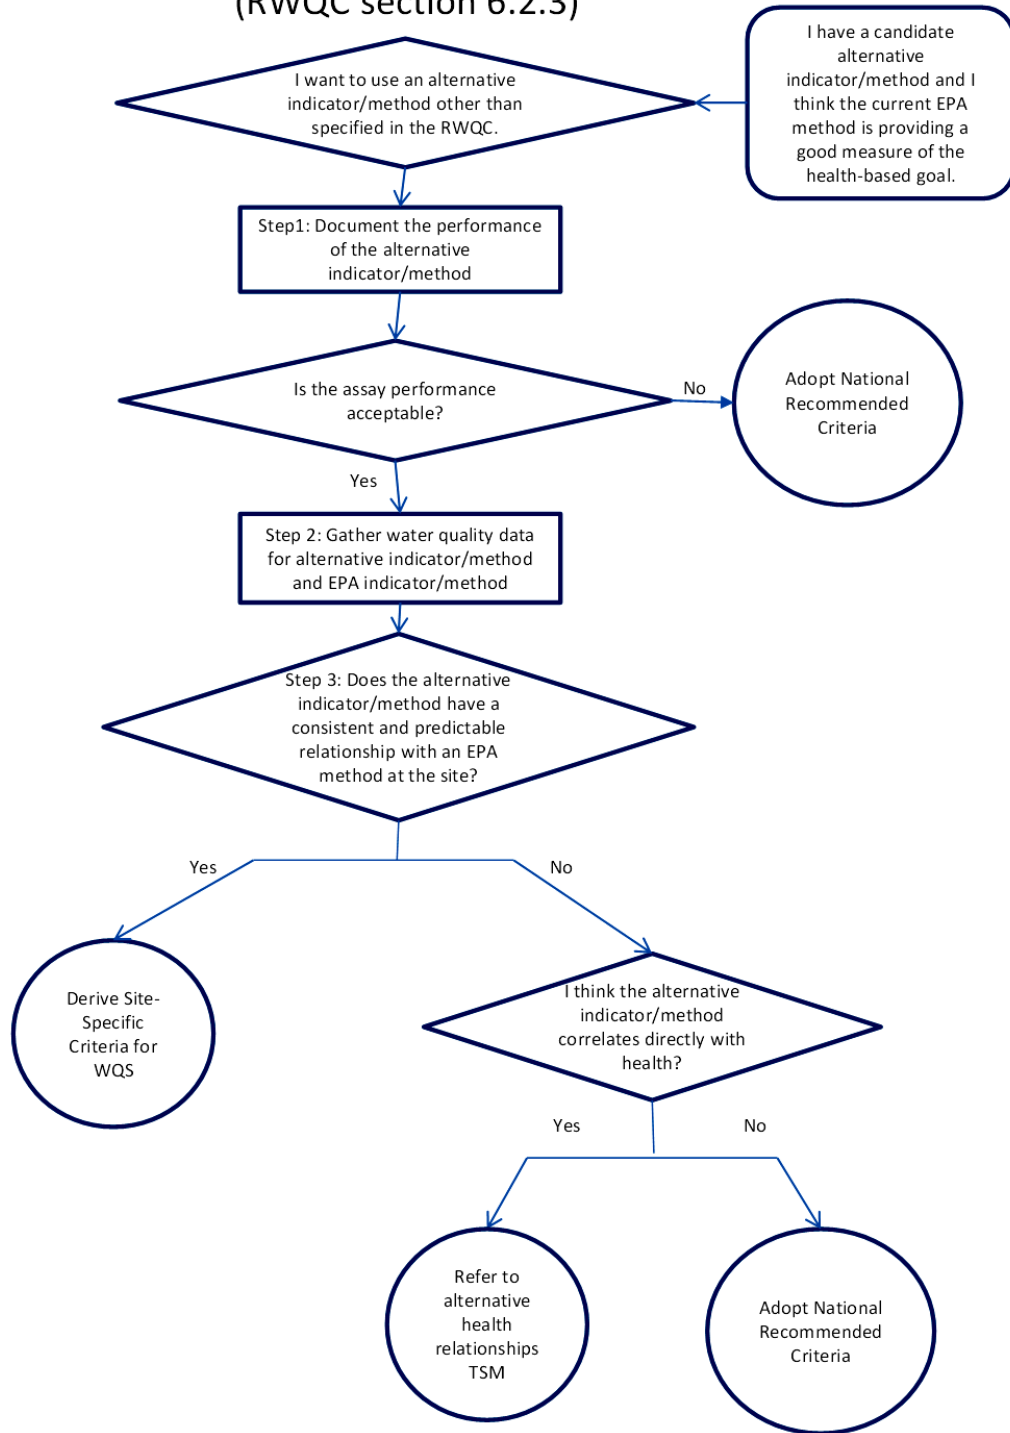 (RWQC section 6.2.3)
I have a candidate
alternative
indicator/method and I
think the current EPA
method is providing a
good measure of the
health-based goal.
I want to use an alternative
indicator/method other than
specified in the RWQC.
Step1: Document the performance
of the alternative
indicator/method
Is the assay performance
acceptable?
No
Adopt National
Recommended
Criteria
Yes
Step 2: Gather water quality data
for alternative indicator/method
and EPA indicator/method
Step 3: Does the alternative
indicator/method have a
consistent and predictable
relationship with an EPA
method at the site?
Yes
No
Derive Site-
Specific
Criteria for
WQS
I think the alternative
indicator/method
correlates directly with
health?
Yes
No
Refer to
alternative
health
relationships
TSM
Adopt National
Recommended
Criteria